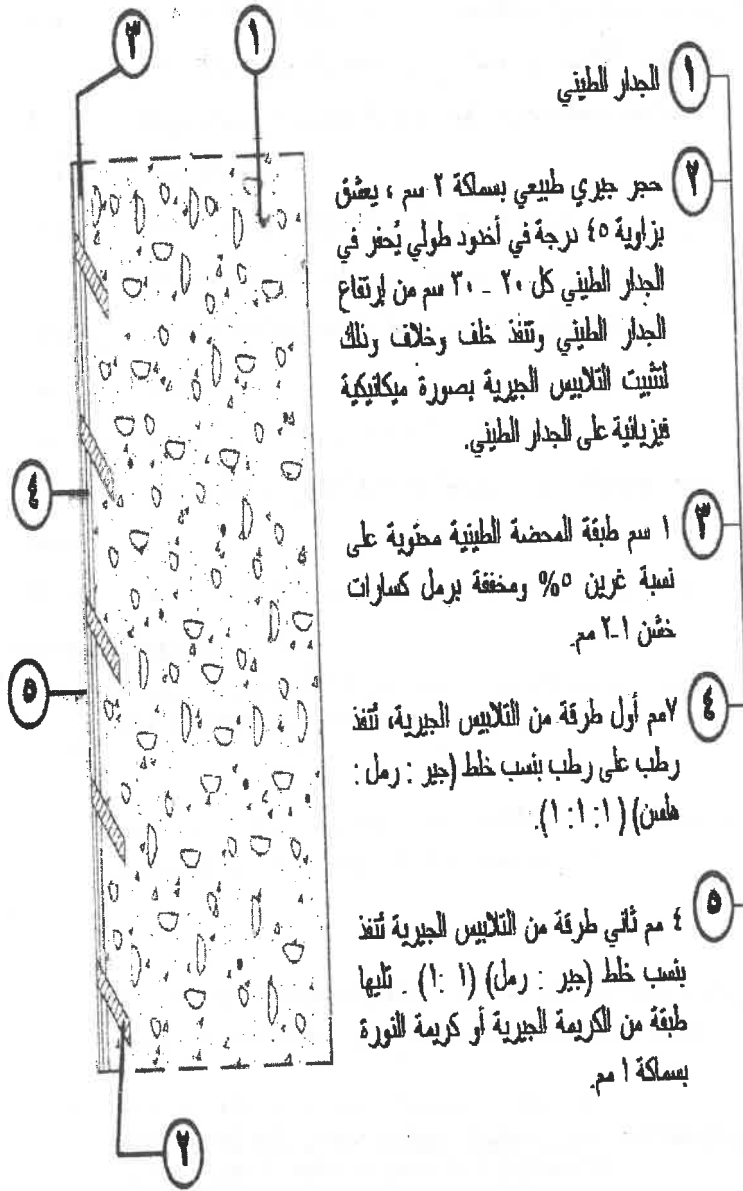 ٣
١
١ الجدار الطيني
٢ حجر جيري طبيعي بسماكة ٢ سم ، يعشق
بزاوية ٤٥ درجة في أخدود طولي يُحفر في
الجدار الطيني كل ٢٠ - ٣٠ سم من إرتفاع
الجدار الطيني وتنفذ خلف وخلاف وذلك
لتثبيت التلابيس الجيرية بصورة ميكانيكية
فيزيائية على الجدار الطيني.
٤
٣ ١ سم طبقة المحضة الطينية محتوية على
نسبة غرين ٥% ومخففة برمل كسارات
خشن ١-٢ مم.
٥
٤ ٧مم أول طرقة من التلابيس الجيرية، تُنفذ
رطب على رطب بنسب خلط (جير : رمل :
هامن) (١ : ١ : ١).
٥ ٤ مم ثاني طرقة من التلابيس الجيرية تُنفذ
بنسب خلط (جير : رمل) (١ : ١) . تليها
طبقة من الكريمة الجيرية أو كريمة النورة
بسماكة ١ مم.
٢